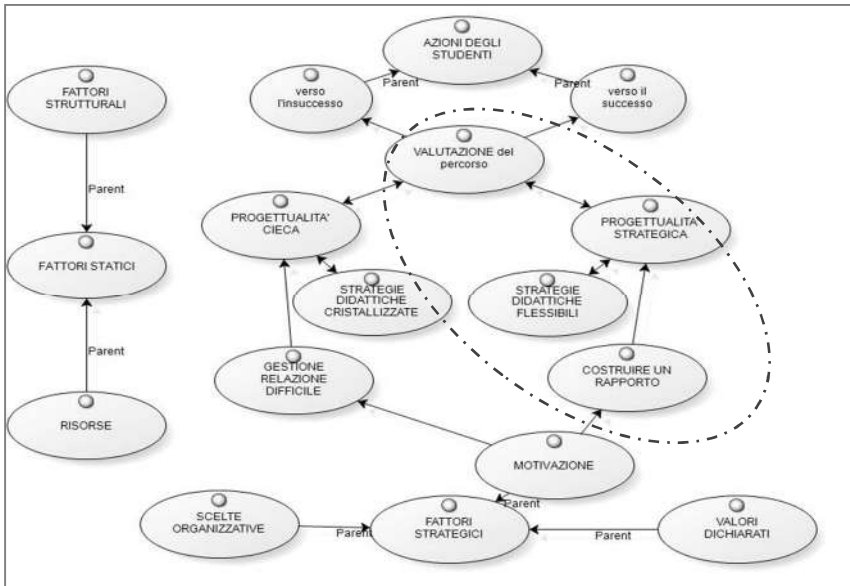 AZIONI DEGLI
STUDENTI
Parent
Parent
verso
l'insuccesso
verso il
successo
FATTORI
STRUTTURALI
VALUTAZIONE del
percorso
Parent
PROGETTUALITA'
CIECA
PROGETTUALITA'
STRATEGICA
FATTORI STATICI
STRATEGIE
DIDATTICHE
CRISTALLIZZATE
STRATEGIE
DIDATTICHE
FLESSIBILI
Parent
GESTIONE
RELAZIONE
DIFFICILE
COSTRUIRE UN
RAPPORTO
RISORSE
MOTIVAZIONE
Parent
SCELTE
ORGANIZZATIVE
Parent
FATTORI
STRATEGICI
Parent
VALORI
DICHIARATI